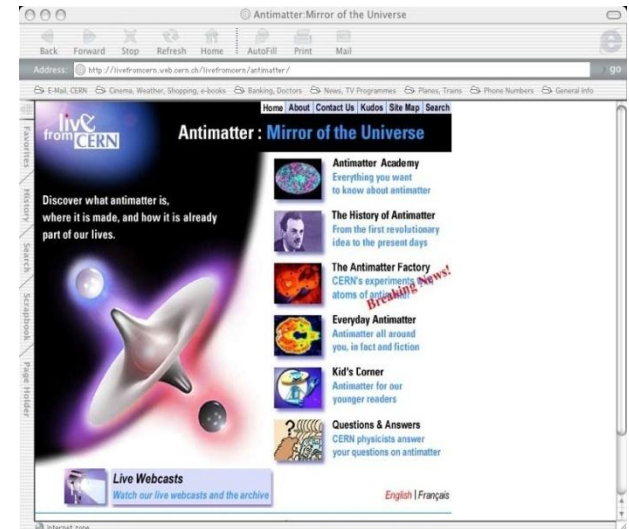 Antimatter:Mirror of the Universe
Back Forward Stop Refresh Home AutoFill Print Mail
Address: http://livefromcern.web.cern.ch/livefromcern/antimatter/ go
E-Mail, CERN Cinema, Weather, Shopping, e-books Banking, Doctors News, TV Programmes Planes, Trains Phone Numbers General Info
Favorites
History
Search
Scrapbook
Page Holder
Home About Contact Us Kudos Site Map Search
live
from CERN
Antimatter : Mirror of the Universe
Discover what antimatter is,
where it is made, and how it is already
part of our lives.
Antimatter Academy
Everything you want
to know about antimatter
The History of Antimatter
From the first revolutionary
idea to the present days
The Antimatter Factory
CERN's experiments
atoms of
Breaking News!
Everyday Antimatter
Antimatter all around
you, in fact and fiction
Kid's Corner
Antimatter for our
younger readers
Questions & Answers
CERN physicists answer
your questions on antimatter
Live Webcasts
Watch our live webcasts and the archive
English | Français
Internet zone